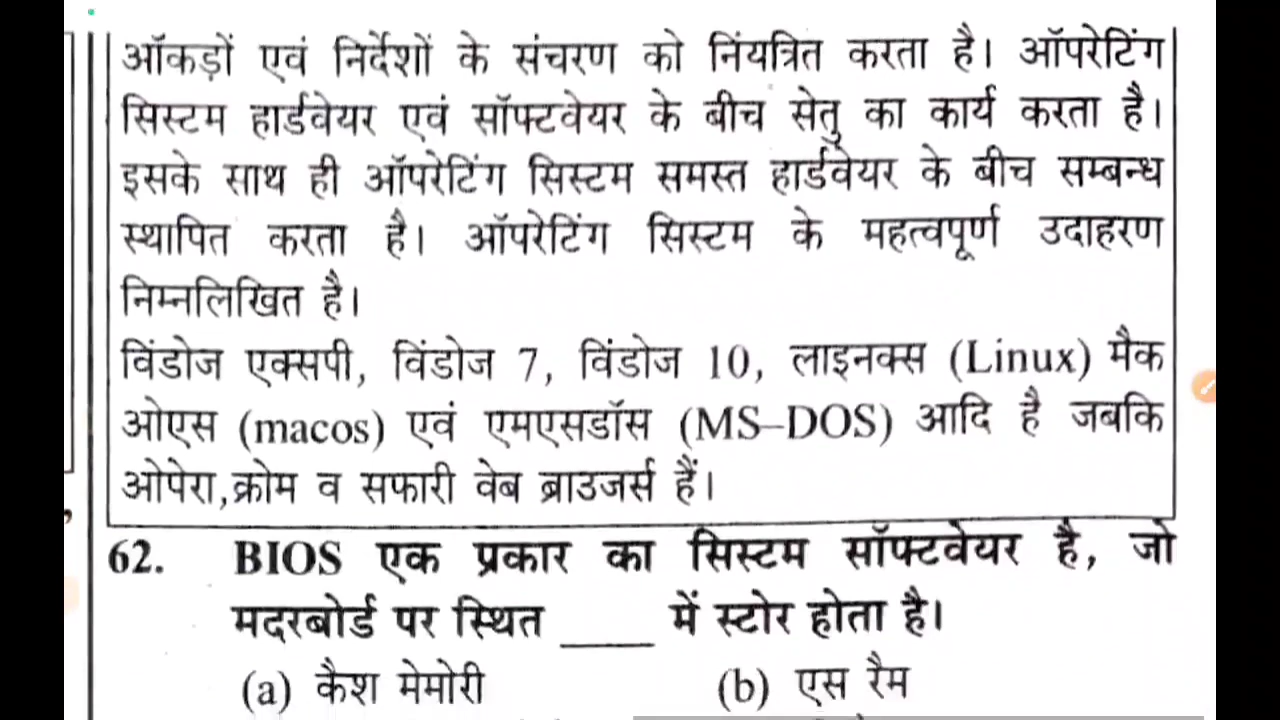 ऑकड़ों एवं निर्देशों के संचरण को निंयत्रित करता है। ऑपरेटिंग
सिस्टम हार्डवेयर एवं सॉफ्टवेयर के बीच सेतु का कार्य करता है।
इसके साथ ही ऑपरेटिंग सिस्टम समस्त हार्डवेयर के बीच सम्बन्ध
स्थापित करता है। ऑपरेटिंग सिस्टम के महत्वपूर्ण उदाहरण
निम्नलिखित है।
विंडोज एक्सपी, विंडोज 7, विंडोज 10, लाइनक्स (Linux) मैक
ओएस (macos) एवं एमएसडॉस (MS–DOS) आदि है जबकि
ओपेरा,क्रोम व सफारी वेब ब्राउजर्स हैं।
62. BIOS एक प्रकार का सिस्टम सॉफ्टवेयर है, जो
मदरबोर्ड पर स्थित ____ में स्टोर होता है।
(a) कैश मेमोरी (b) एस रैम